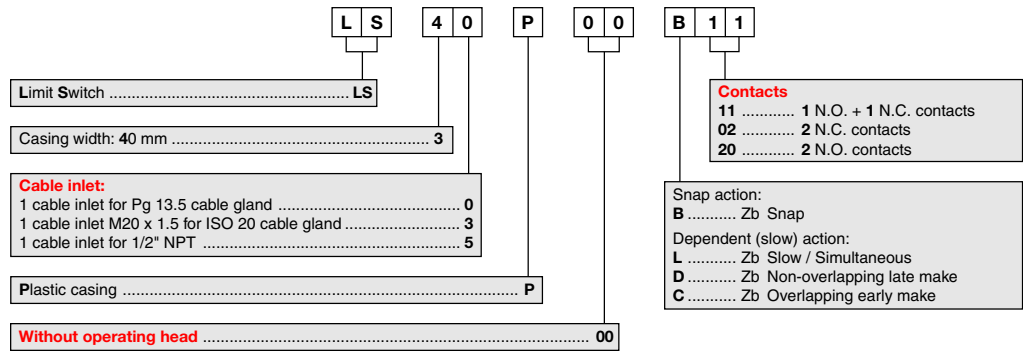 L S 4 0 P 0 0 B 1 1
Limit Switch ..................................................... LS
Casing width: 40 mm ......................................................... 3
Cable inlet:
1 cable inlet for Pg 13.5 cable gland ........................................ 0
1 cable inlet M20 x 1.5 for ISO 20 cable gland ......................... 3
1 cable inlet for 1/2" NPT ......................................................... 5
Plastic casing ........................................................................................ P
Without operating head ..................................................................................... 00
Contacts
11 ............ 1 N.O. + 1 N.C. contacts
02 ............ 2 N.C. contacts
20 ............ 2 N.O. contacts
Snap action:
B .......... Zb Snap
Dependent (slow) action:
L ........... Zb Slow / Simultaneous
D .......... Zb Non-overlapping late make
C .......... Zb Overlapping early make